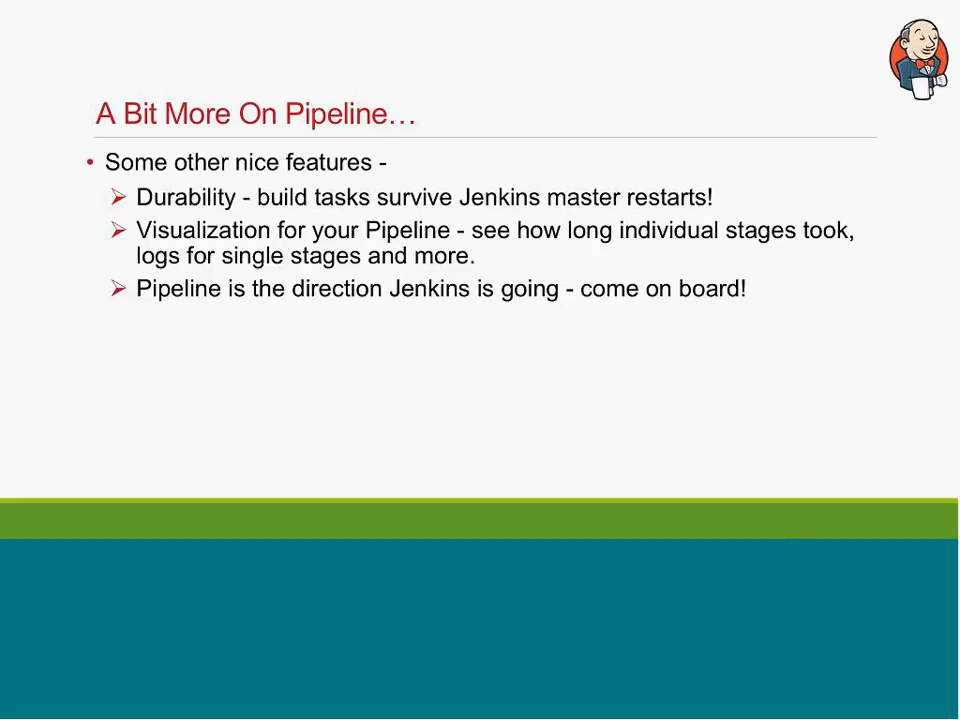 A Bit More On Pipeline…
• Some other nice features -
➢ Durability - build tasks survive Jenkins master restarts!
➢ Visualization for your Pipeline - see how long individual stages took,
logs for single stages and more.
➢ Pipeline is the direction Jenkins is going - come on board!